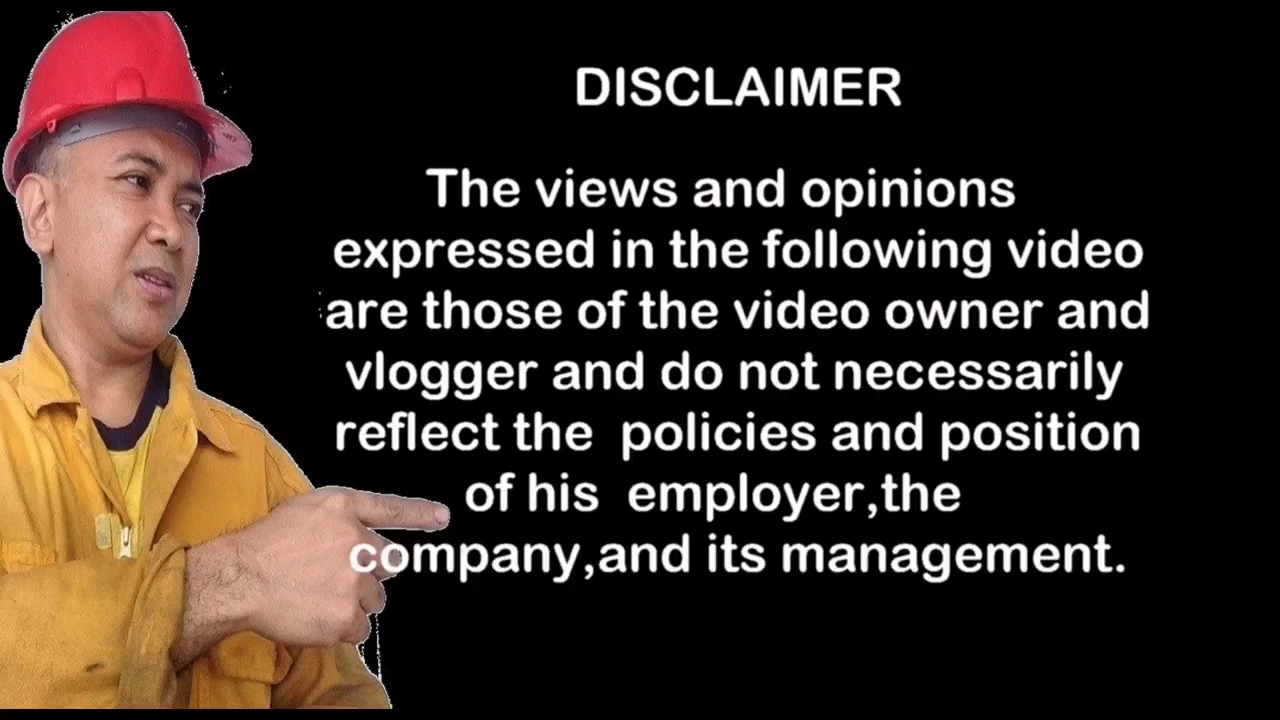 DISCLAIMER
The views and opinions
expressed in the following video
are those of the video owner and
vlogger and do not necessarily
reflect the  policies and position
of his  employer,the
company,and its management.